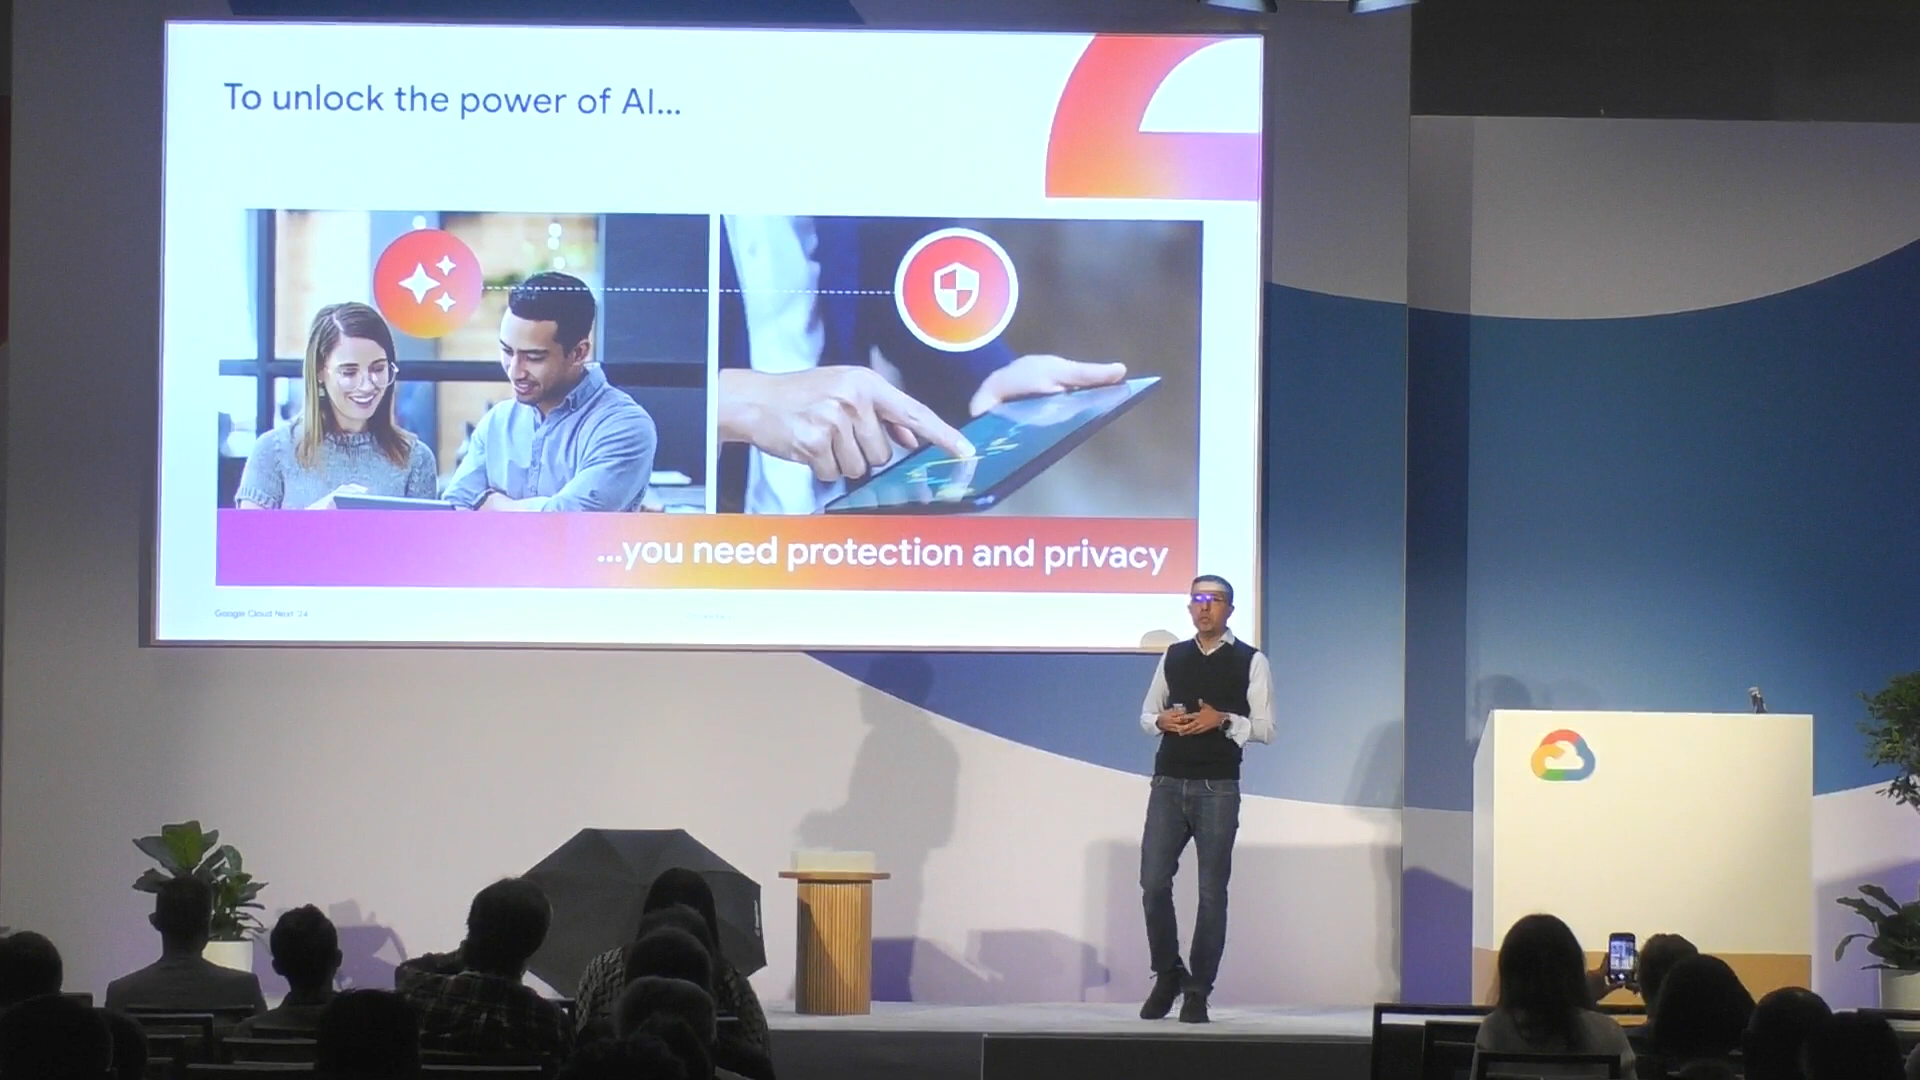 To unlock the power of AI...
...you need protection and privacy
Google Cloud Next '24